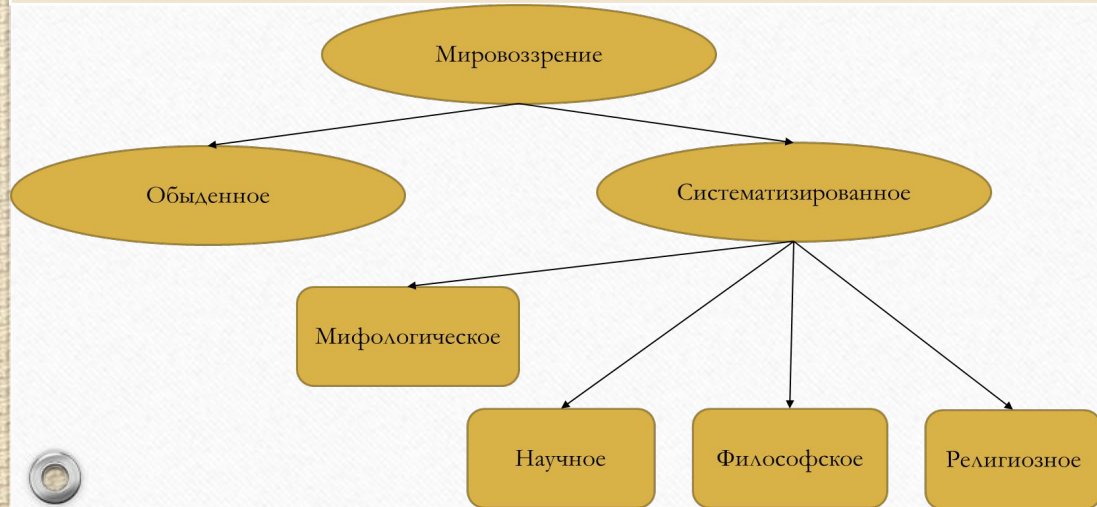 Мировоззрение
Обыденное
Систематизированное
Мифологическое
Научное
Философское
Религиозное